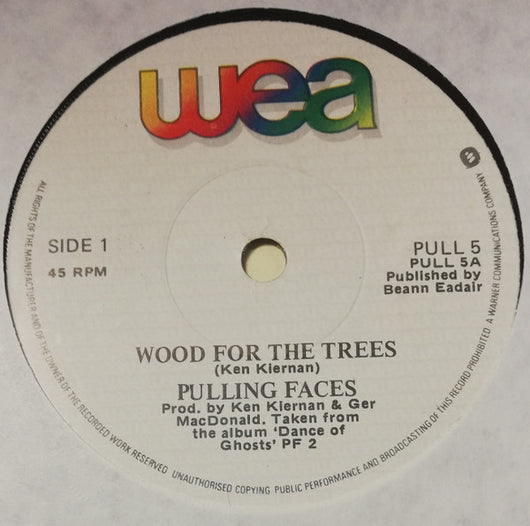 wea
SIDE 1
45 RPM
PULL 5
PULL 5A
Published by
Beann Eadair
WOOD FOR THE TREES
(Ken Kiernan)
PULLING FACES
Prod. by Ken Kiernan & Ger
MacDonald. Taken from
the album 'Dance of
Ghosts' PF 2
ALL RIGHTS OF THE MANUFACTURER AND OF THE OWNER OF THE RECORDED WORK RESERVED UNAUTHORISED COPYING PUBLIC PERFORMANCE AND BROADCASTING OF THIS RECORD PROHIBITED A WARNER COMMUNICATIONS COMPANY